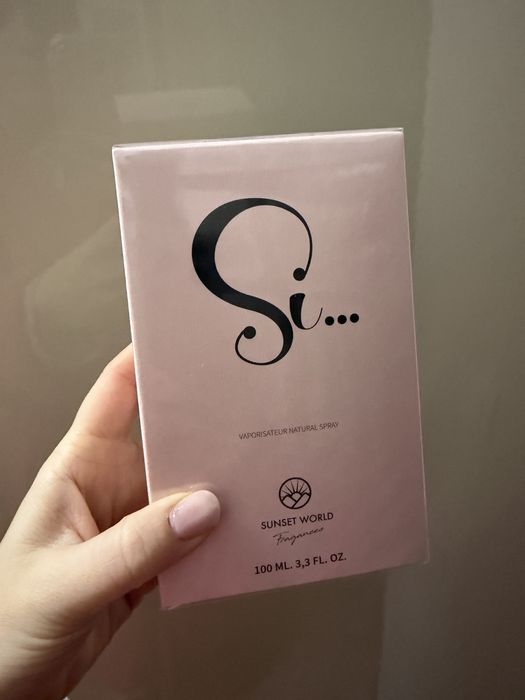 Si...
VAPORISATEUR NATURAL SPRAY
SUNSET WORLD
Fragances
100 ML. 3,3 FL. OZ.